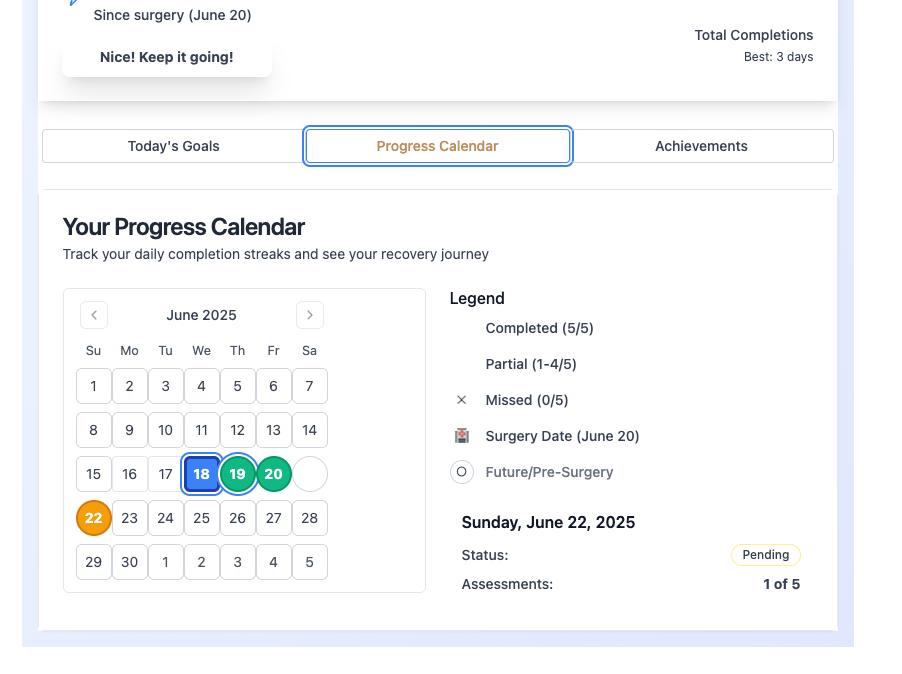 Since surgery (June 20)
Nice! Keep it going!
Total Completions
Best: 3 days
Today's Goals
Progress Calendar
Achievements
Your Progress Calendar
Track your daily completion streaks and see your recovery journey
June 2025
Su Mo Tu We Th Fr Sa
1 2 3 4 5 6 7
8 9 10 11 12 13 14
15 16 17 18 19 20
22 23 24 25 26 27 28
29 30 1 2 3 4 5
Legend
Completed (5/5)
Partial (1-4/5)
Missed (0/5)
Surgery Date (June 20)
Future/Pre-Surgery
Sunday, June 22, 2025
Status: Pending
Assessments: 1 of 5